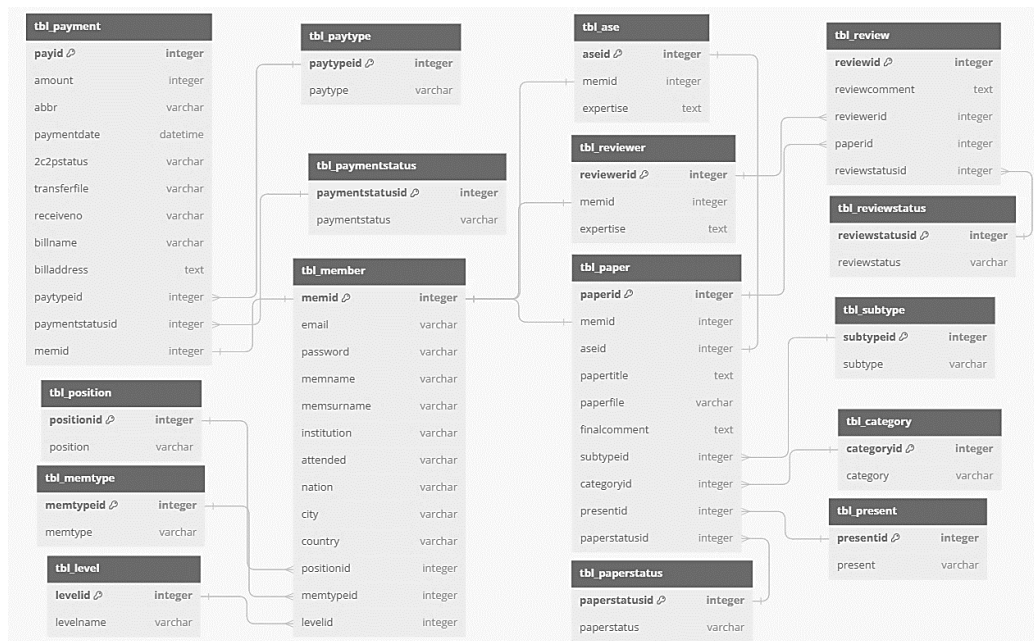 tbl_payment
payid integer
amount integer
abbr varchar
paymentdate datetime
2c2pstatus varchar
transferfile varchar
receiveno varchar
billname varchar
billaddress text
paytypeid integer
paymentstatusid integer
memid integer
tbl_position
positionid integer
position varchar
tbl_memtype
memtypeid integer
memtype varchar
tbl_level
levelid integer
levelname varchar
tbl_paytype
paytypeid integer
paytype varchar
tbl_paymentstatus
paymentstatusid integer
paymentstatus varchar
tbl_member
memid integer
email varchar
password varchar
memname varchar
memsurname varchar
institution varchar
attended varchar
nation varchar
city varchar
country varchar
positionid integer
memtypeid integer
levelid integer
tbl_ase
aseid integer
memid integer
expertise text
tbl_reviewer
reviewerid integer
memid integer
expertise text
tbl_paper
paperid integer
memid integer
aseid integer
papertitle text
paperfile varchar
finalcomment text
subtypeid integer
categoryid integer
presentid integer
paperstatusid integer
tbl_paperstatus
paperstatusid integer
paperstatus varchar
tbl_review
reviewid integer
reviewcomment text
reviewerid integer
paperid integer
reviewstatusid integer
tbl_reviewstatus
reviewstatusid integer
reviewstatus varchar
tbl_subtype
subtypeid integer
subtype varchar
tbl_category
categoryid integer
category varchar
tbl_present
presentid integer
present varchar